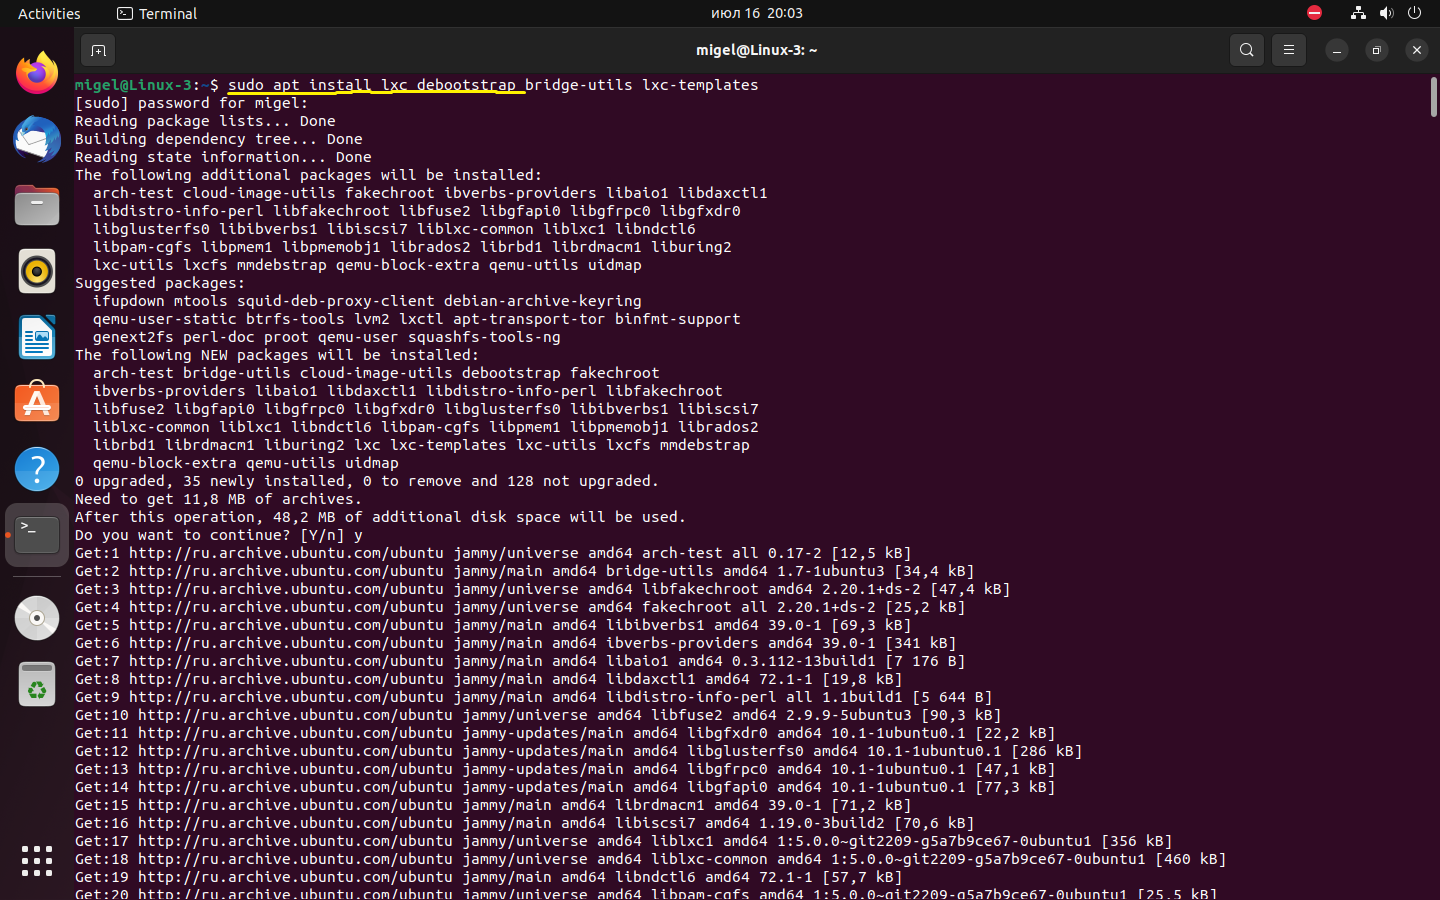 Activities
Terminal
июл 16 20:03
migel@Linux-3: ~
migel@Linux-3:~$ sudo apt install lxc debootstrap bridge-utils lxc-templates
[sudo] password for migel:
Reading package lists... Done
Building dependency tree... Done
Reading state information... Done
The following additional packages will be installed:
arch-test cloud-image-utils fakechroot ibverbs-providers libaio1 libdaxctl1
libdistro-info-perl libfakechroot libfuse2 libgfapi0 libgfrpc0 libgfxdr0
libglusterfs0 libibverbs1 libiscsi7 liblxc-common liblxc1 libndctl6
libpam-cgfs libpmem1 libpmemobj1 librados2 librbd1 librdmacm1 liburing2
lxc-utils lxcfs mmdebstrap qemu-block-extra qemu-utils uidmap
Suggested packages:
ifupdown mtools squid-deb-proxy-client debian-archive-keyring
qemu-user-static btrfs-tools lvm2 lxctl apt-transport-tor binfmt-support
genext2fs perl-doc proot qemu-user squashfs-tools-ng
The following NEW packages will be installed:
arch-test bridge-utils cloud-image-utils debootstrap fakechroot
ibverbs-providers libaio1 libdaxctl1 libdistro-info-perl libfakechroot
libfuse2 libgfapi0 libgfrpc0 libgfxdr0 libglusterfs0 libibverbs1 libiscsi7
liblxc-common liblxc1 libndctl6 libpam-cgfs libpmem1 libpmemobj1 librados2
librbd1 librdmacm1 liburing2 lxc lxc-templates lxc-utils lxcfs mmdebstrap
qemu-block-extra qemu-utils uidmap
0 upgraded, 35 newly installed, 0 to remove and 128 not upgraded.
Need to get 11,8 MB of archives.
After this operation, 48,2 MB of additional disk space will be used.
Do you want to continue? [Y/n] y
Get:1 http://ru.archive.ubuntu.com/ubuntu jammy/universe amd64 arch-test all 0.17-2 [12,5 kB]
Get:2 http://ru.archive.ubuntu.com/ubuntu jammy/main amd64 bridge-utils amd64 1.7-1ubuntu3 [34,4 kB]
Get:3 http://ru.archive.ubuntu.com/ubuntu jammy/universe amd64 libfakechroot amd64 2.20.1+ds-2 [47,4 kB]
Get:4 http://ru.archive.ubuntu.com/ubuntu jammy/universe amd64 fakechroot all 2.20.1+ds-2 [25,2 kB]
Get:5 http://ru.archive.ubuntu.com/ubuntu jammy/main amd64 libibverbs1 amd64 39.0-1 [69,3 kB]
Get:6 http://ru.archive.ubuntu.com/ubuntu jammy/main amd64 ibverbs-providers amd64 39.0-1 [341 kB]
Get:7 http://ru.archive.ubuntu.com/ubuntu jammy/main amd64 libaio1 amd64 0.3.112-13build1 [7 176 B]
Get:8 http://ru.archive.ubuntu.com/ubuntu jammy/main amd64 libdaxctl1 amd64 72.1-1 [19,8 kB]
Get:9 http://ru.archive.ubuntu.com/ubuntu jammy/main amd64 libdistro-info-perl all 1.1build1 [5 644 B]
Get:10 http://ru.archive.ubuntu.com/ubuntu jammy/universe amd64 libfuse2 amd64 2.9.9-5ubuntu3 [90,3 kB]
Get:11 http://ru.archive.ubuntu.com/ubuntu jammy-updates/main amd64 libgfxdr0 amd64 10.1-1ubuntu0.1 [22,2 kB]
Get:12 http://ru.archive.ubuntu.com/ubuntu jammy-updates/main amd64 libglusterfs0 amd64 10.1-1ubuntu0.1 [286 kB]
Get:13 http://ru.archive.ubuntu.com/ubuntu jammy-updates/main amd64 libgfrpc0 amd64 10.1-1ubuntu0.1 [47,1 kB]
Get:14 http://ru.archive.ubuntu.com/ubuntu jammy-updates/main amd64 libgfapi0 amd64 10.1-1ubuntu0.1 [77,3 kB]
Get:15 http://ru.archive.ubuntu.com/ubuntu jammy/main amd64 librdmacm1 amd64 39.0-1 [71,2 kB]
Get:16 http://ru.archive.ubuntu.com/ubuntu jammy/main amd64 libiscsi7 amd64 1.19.0-3build2 [70,6 kB]
Get:17 http://ru.archive.ubuntu.com/ubuntu jammy/universe amd64 liblxc1 amd64 1:5.0.0~git2209-g5a7b9ce67-0ubuntu1 [356 kB]
Get:18 http://ru.archive.ubuntu.com/ubuntu jammy/universe amd64 liblxc-common amd64 1:5.0.0~git2209-g5a7b9ce67-0ubuntu1 [460 kB]
Get:19 http://ru.archive.ubuntu.com/ubuntu jammy/main amd64 libndctl6 amd64 72.1-1 [57,7 kB]
Get:20 http://ru.archive.ubuntu.com/ubuntu jammy/universe amd64 libpam-cgfs amd64 1:5.0.0~git2209-g5a7b9ce67-0ubuntu1 [25,5 kB]